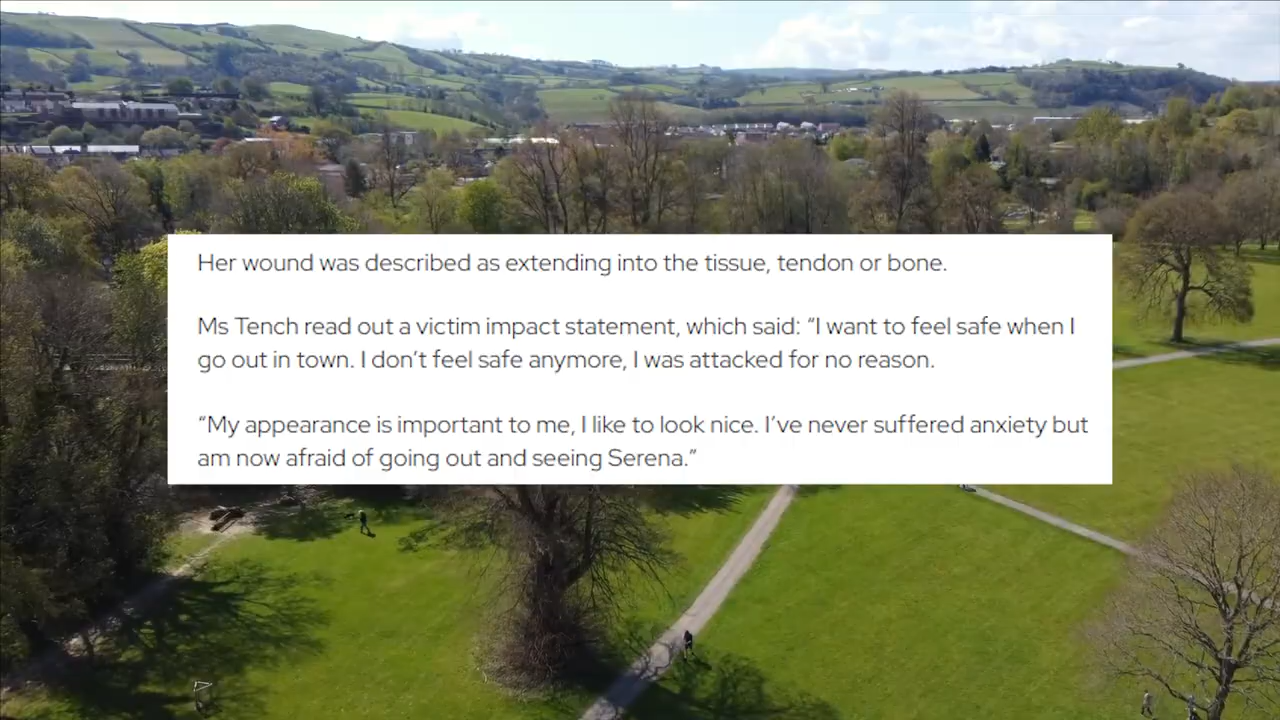 Her wound was described as extending into the tissue, tendon or bone.
Ms Tench read out a victim impact statement, which said: “I want to feel safe when I
go out in town. I don’t feel safe anymore, I was attacked for no reason.
“My appearance is important to me, I like to look nice. I’ve never suffered anxiety but
am now afraid of going out and seeing Serena.”